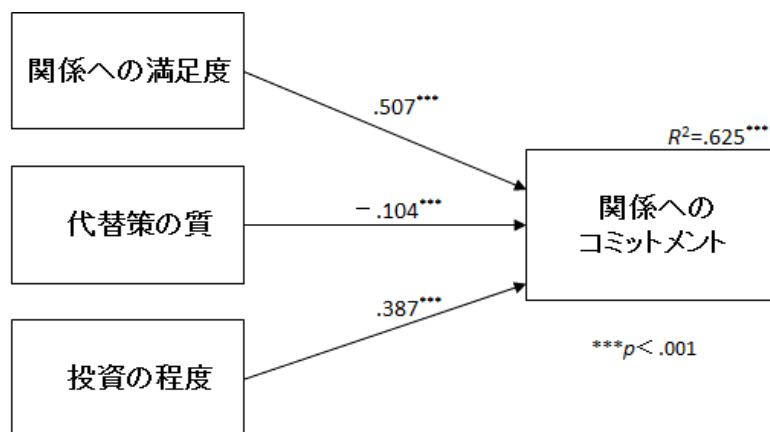 関係への満足度
.507***
R²=.625***
代替策の質
－.104***
関係への
コミットメント
.387***
***p＜.001
投資の程度